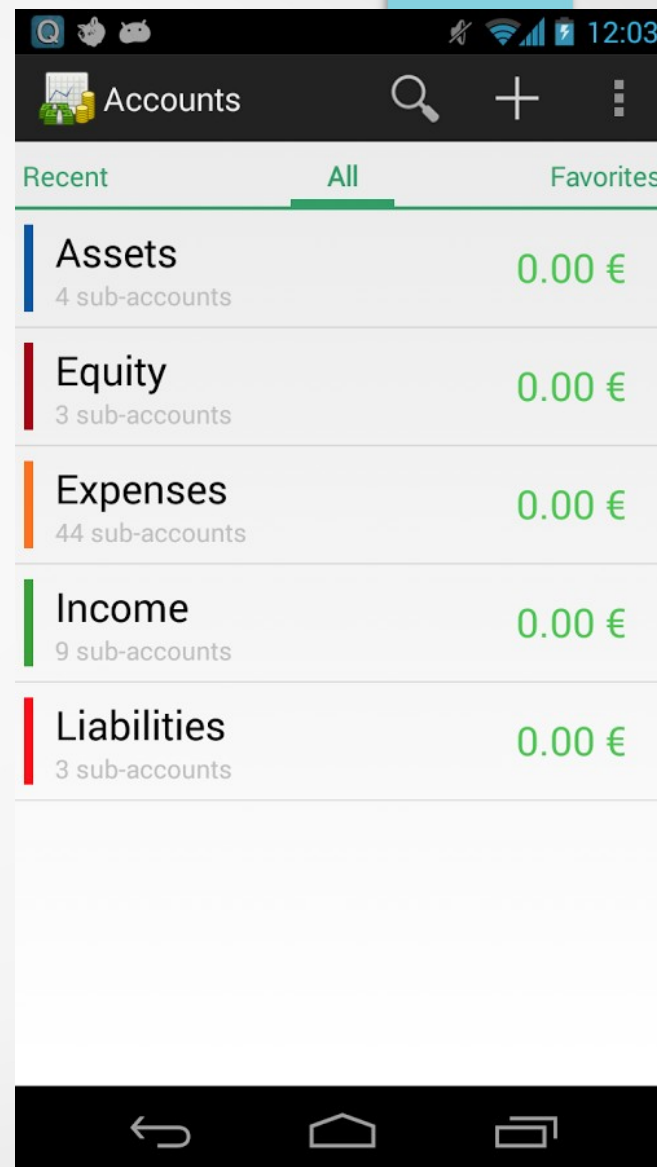 Q 12:03
Accounts
Recent All Favorites
Assets 0.00 €
4 sub-accounts
Equity 0.00 €
3 sub-accounts
Expenses 0.00 €
44 sub-accounts
Income 0.00 €
9 sub-accounts
Liabilities 0.00 €
3 sub-accounts